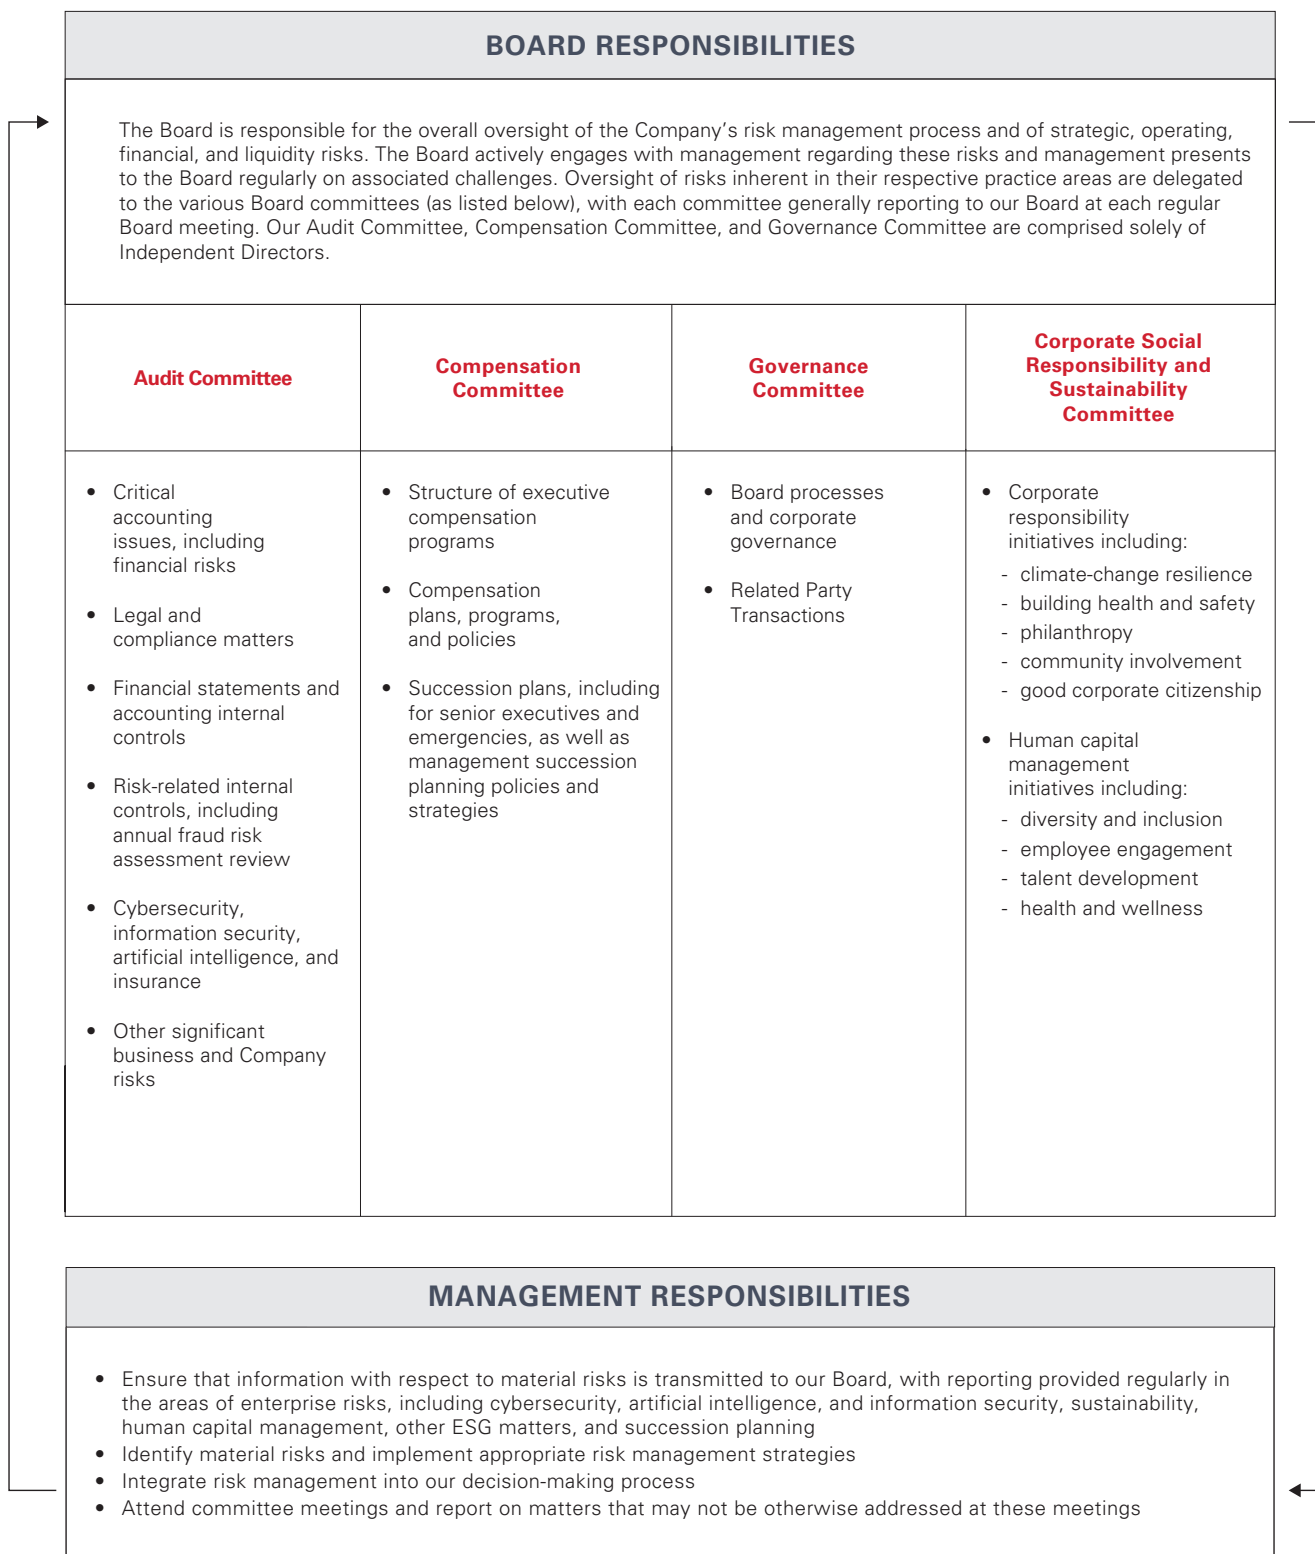 BOARD RESPONSIBILITIES
The Board is responsible for the overall oversight of the Company’s risk management process and of strategic, operating,
financial, and liquidity risks. The Board actively engages with management regarding these risks and management presents
to the Board regularly on associated challenges. Oversight of risks inherent in their respective practice areas are delegated
to the various Board committees (as listed below), with each committee generally reporting to our Board at each regular
Board meeting. Our Audit Committee, Compensation Committee, and Governance Committee are comprised solely of
Independent Directors.
Audit Committee
• Critical
accounting
issues, including
financial risks
• Legal and
compliance matters
• Financial statements and
accounting internal
controls
• Risk-related internal
controls, including
annual fraud risk
assessment review
• Cybersecurity,
information security,
artificial intelligence, and
insurance
• Other significant
business and Company
risks
Compensation
Committee
• Structure of executive
compensation
programs
• Compensation
plans, programs,
and policies
• Succession plans, including
for senior executives and
emergencies, as well as
management succession
planning policies and
strategies
Governance
Committee
• Board processes
and corporate
governance
• Related Party
Transactions
Corporate Social
Responsibility and
Sustainability
Committee
• Corporate
responsibility
initiatives including:
- climate-change resilience
- building health and safety
- philanthropy
- community involvement
- good corporate citizenship
• Human capital
management
initiatives including:
- diversity and inclusion
- employee engagement
- talent development
- health and wellness
MANAGEMENT RESPONSIBILITIES
• Ensure that information with respect to material risks is transmitted to our Board, with reporting provided regularly in
the areas of enterprise risks, including cybersecurity, artificial intelligence, and information security, sustainability,
human capital management, other ESG matters, and succession planning
• Identify material risks and implement appropriate risk management strategies
• Integrate risk management into our decision-making process
• Attend committee meetings and report on matters that may not be otherwise addressed at these meetings